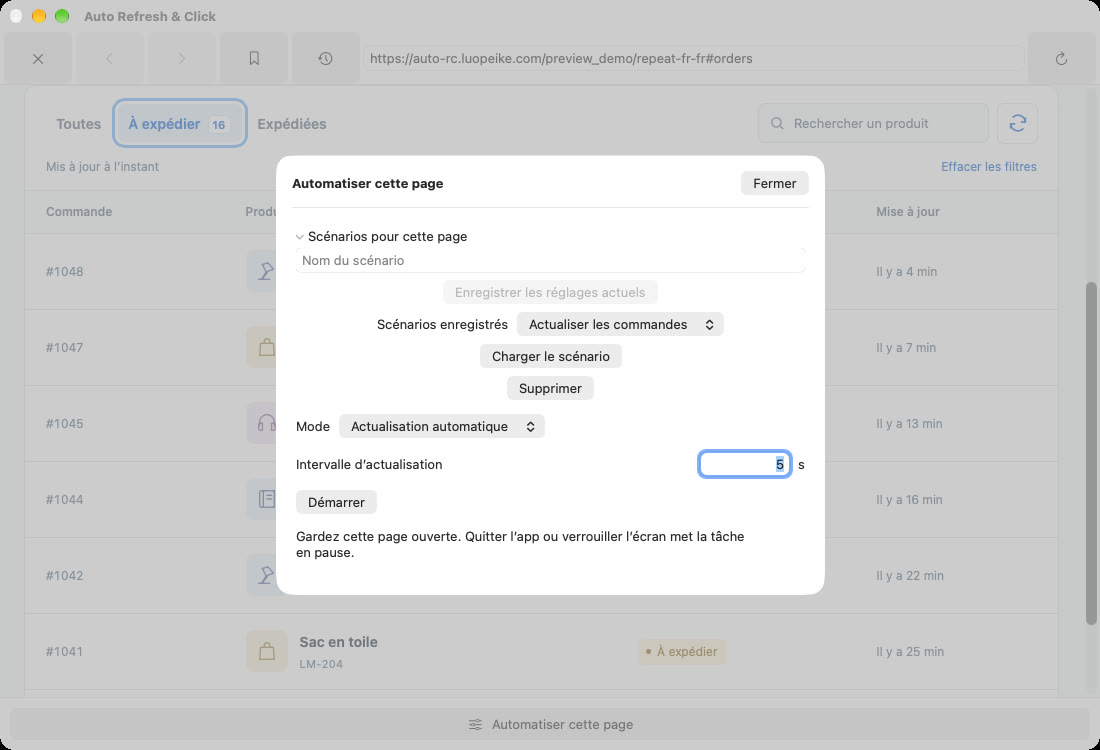 Auto Refresh & Click
https://auto-rc.luopeike.com/preview_demo/repeat-fr-fr#orders
Toutes
À expédier 16
Expédiées
Rechercher un produit
Mis à jour à l'instant
Effacer les filtres
Commande
Mise à jour
Automatiser cette page
Fermer
Scénarios pour cette page
Nom du scénario
Enregistrer les réglages actuels
Scénarios enregistrés
Actualiser les commandes
Charger le scénario
Supprimer
Mode
Actualisation automatique
Intervalle d'actualisation
5 s
Démarrer
Gardez cette page ouverte. Quitter l'app ou verrouiller l'écran met la tâche
en pause.
#1048
Il y a 4 min
#1047
Il y a 7 min
#1045
Il y a 13 min
#1044
Il y a 16 min
#1042
Il y a 22 min
#1041
Sac en toile
LM-204
À expédier
Il y a 25 min
Automatiser cette page